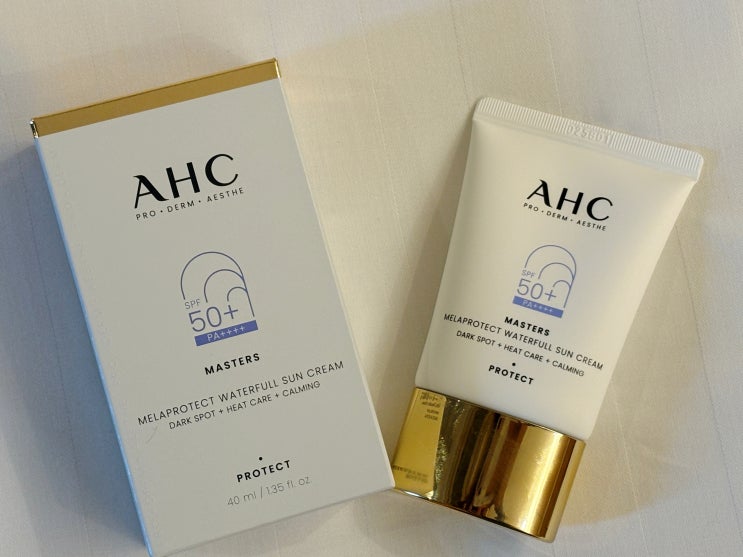 AHC
PRO • DERM • AESTHE
SPF
50+
PA++++
MASTERS
MELAPROTECT WATERFULL SUN CREAM
DARK SPOT + HEAT CARE + CALMING
• PROTECT
40 ml / 1.35 fl. oz.
AHC
PRO • DERM • AESTHE
SPF
50+
PA++++
MASTERS
MELAPROTECT WATERFULL SUN CREAM
DARK SPOT + HEAT CARE + CALMING
• PROTECT